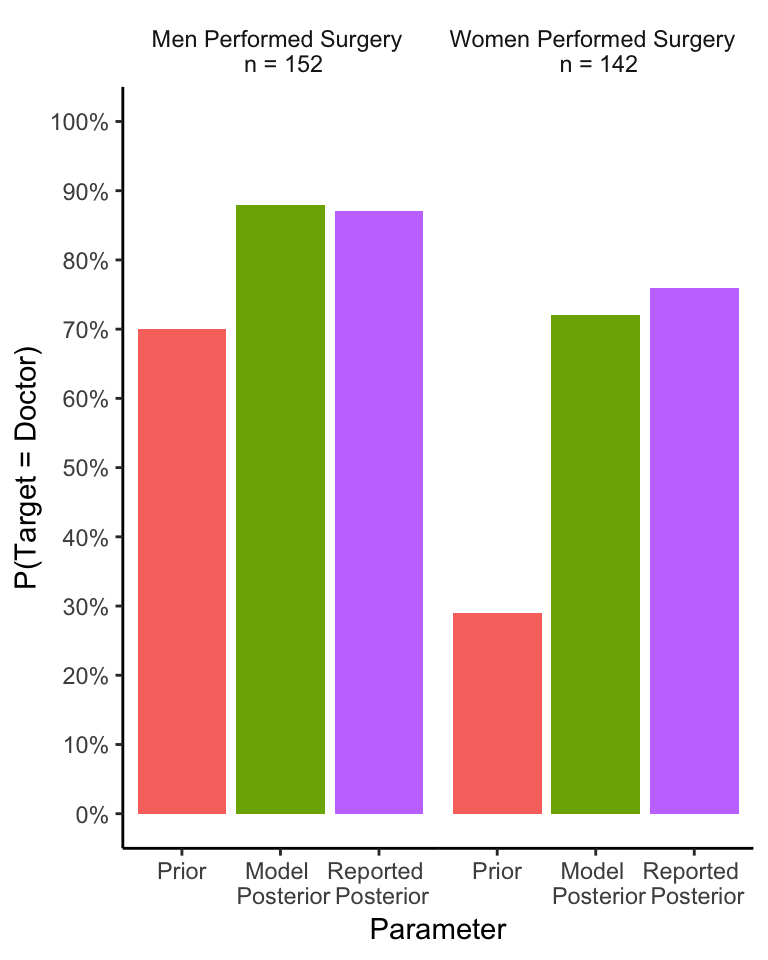 Men Performed Surgery
n = 152
Women Performed Surgery
n = 142
P(Target = Doctor)
100%
90%
80%
70%
60%
50%
40%
30%
20%
10%
0%
Prior
Model
Posterior
Reported
Posterior
Prior
Model
Posterior
Reported
Posterior
Parameter